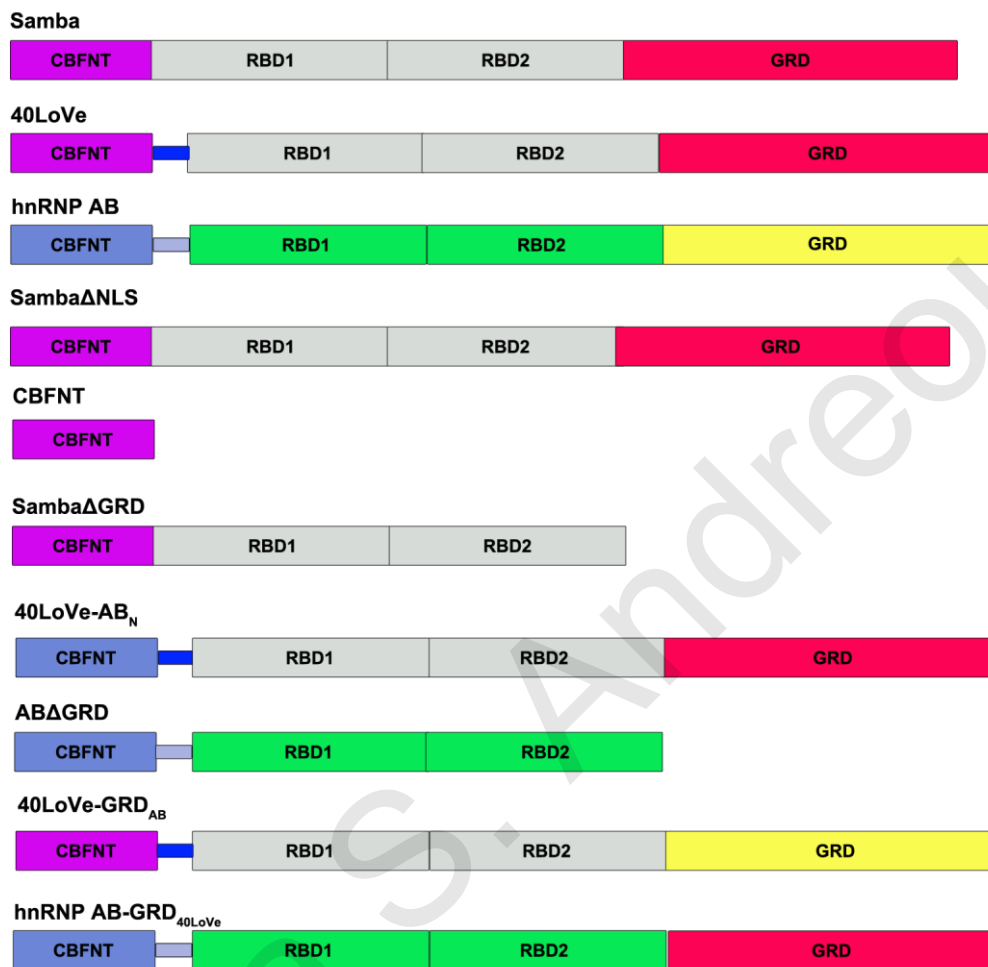 Samba
CBFNT RBD1 RBD2 GRD
40LoVe
CBFNT RBD1 RBD2 GRD
hnRNP AB
CBFNT RBD1 RBD2 GRD
SambaΔNLS
CBFNT RBD1 RBD2 GRD
CBFNT
CBFNT
SambaΔGRD
CBFNT RBD1 RBD2
40LoVe-ABN
CBFNT RBD1 RBD2 GRD
ABΔGRD
CBFNT RBD1 RBD2
40LoVe-GRDAB
CBFNT RBD1 RBD2 GRD
hnRNP AB-GRD40LoVe
CBFNT RBD1 RBD2 GRD
S. Andreou